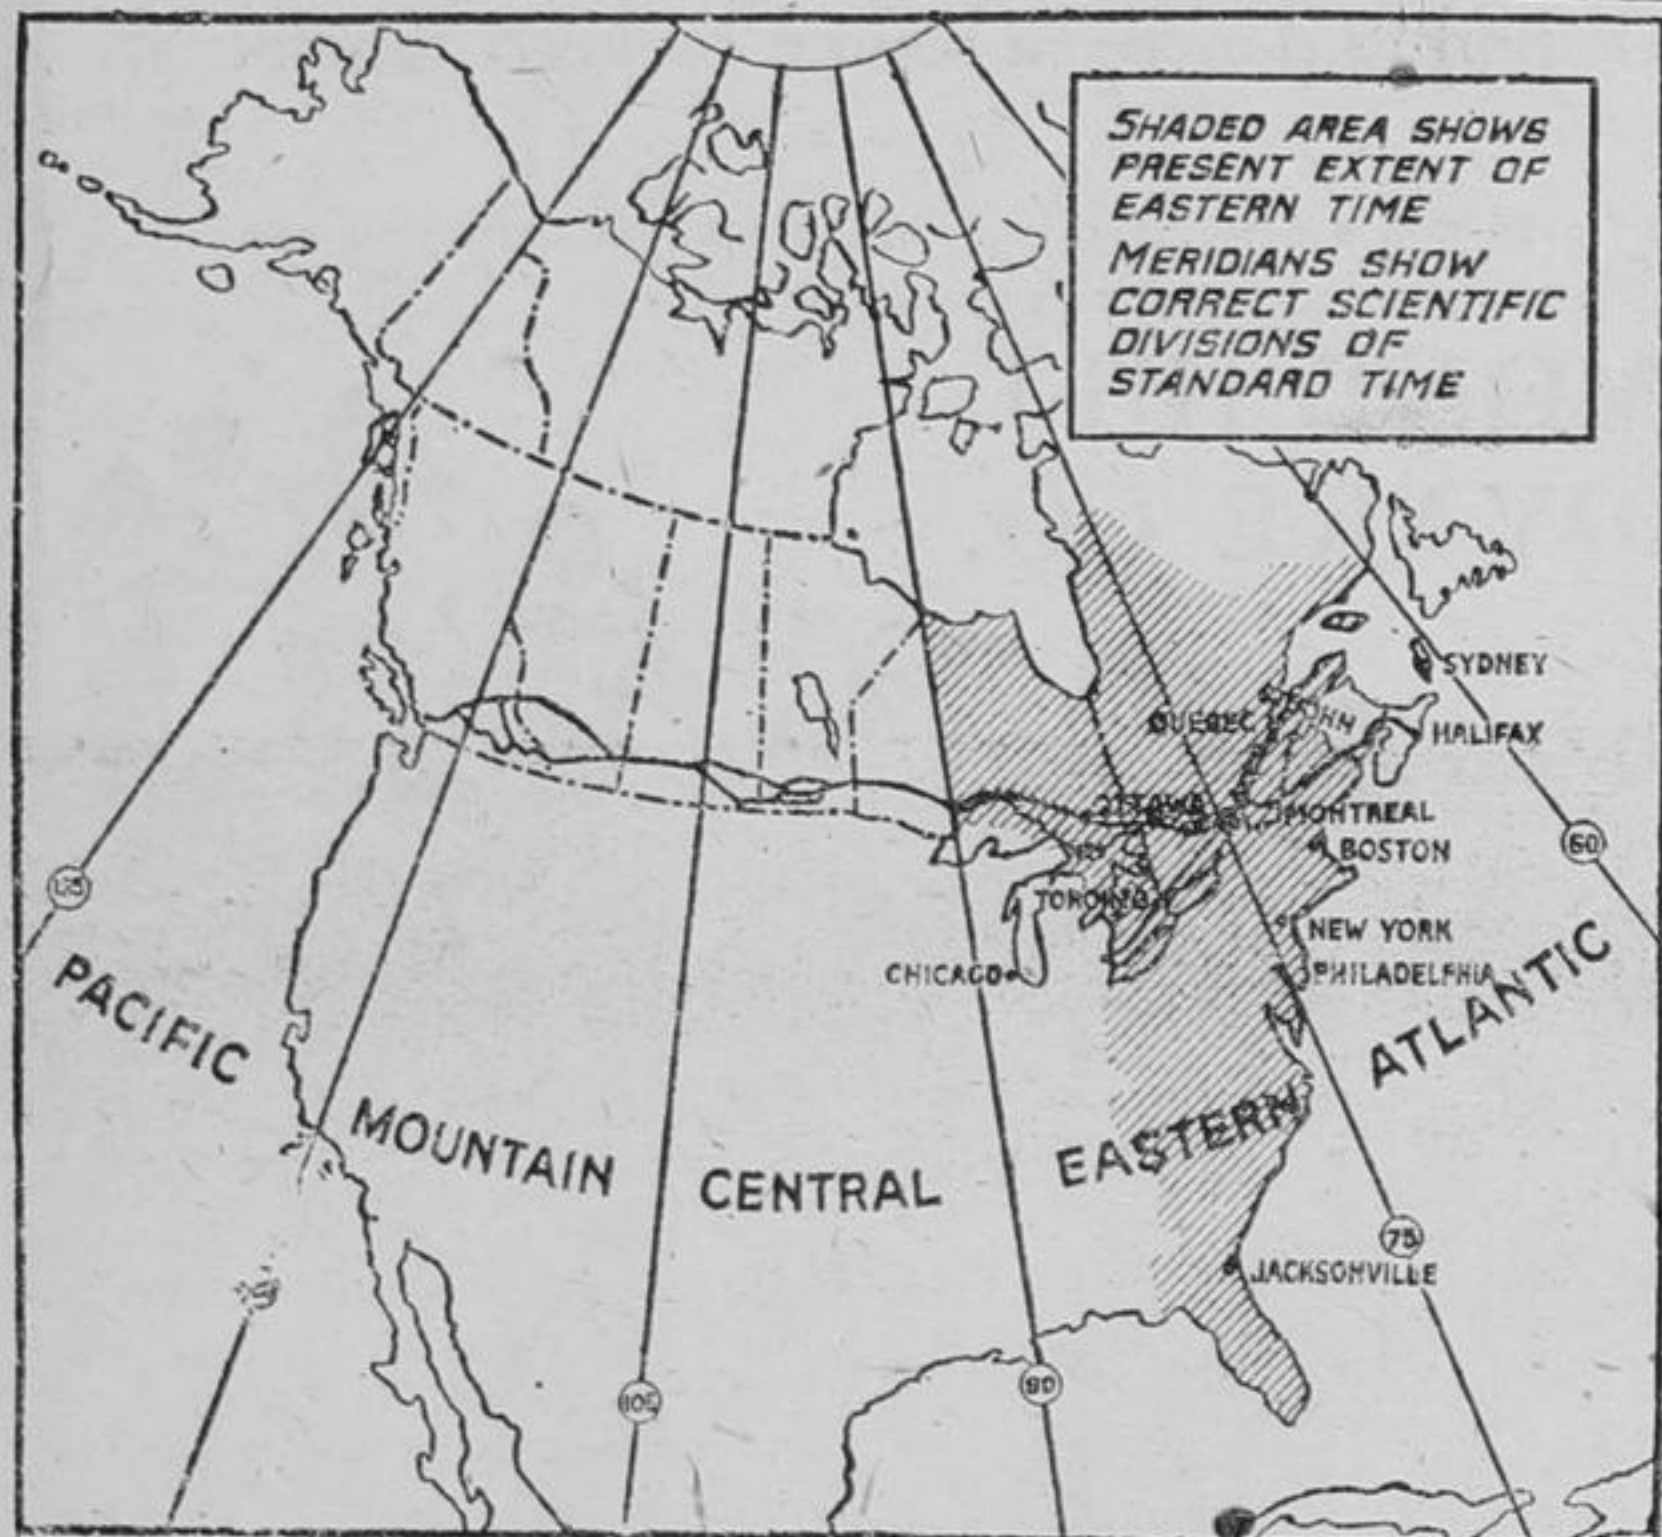 SHADED AREA SHOWS
PRESENT EXTENT OF
EASTERN TIME
MERIDIANS SHOW
CORRECT SCIENTIFIC
DIVISIONS OF
STANDARD TIME
SYDNEY
QUEBEC
HALIFAX
OTTAWA
MONTREAL
BOSTON
60
TORONTO
NEW YORK
CHICAGO
PHILADELPHIA
PACIFIC
MOUNTAIN
CENTRAL
EASTERN
ATLANTIC
75
JACKSONVILLE
90
105